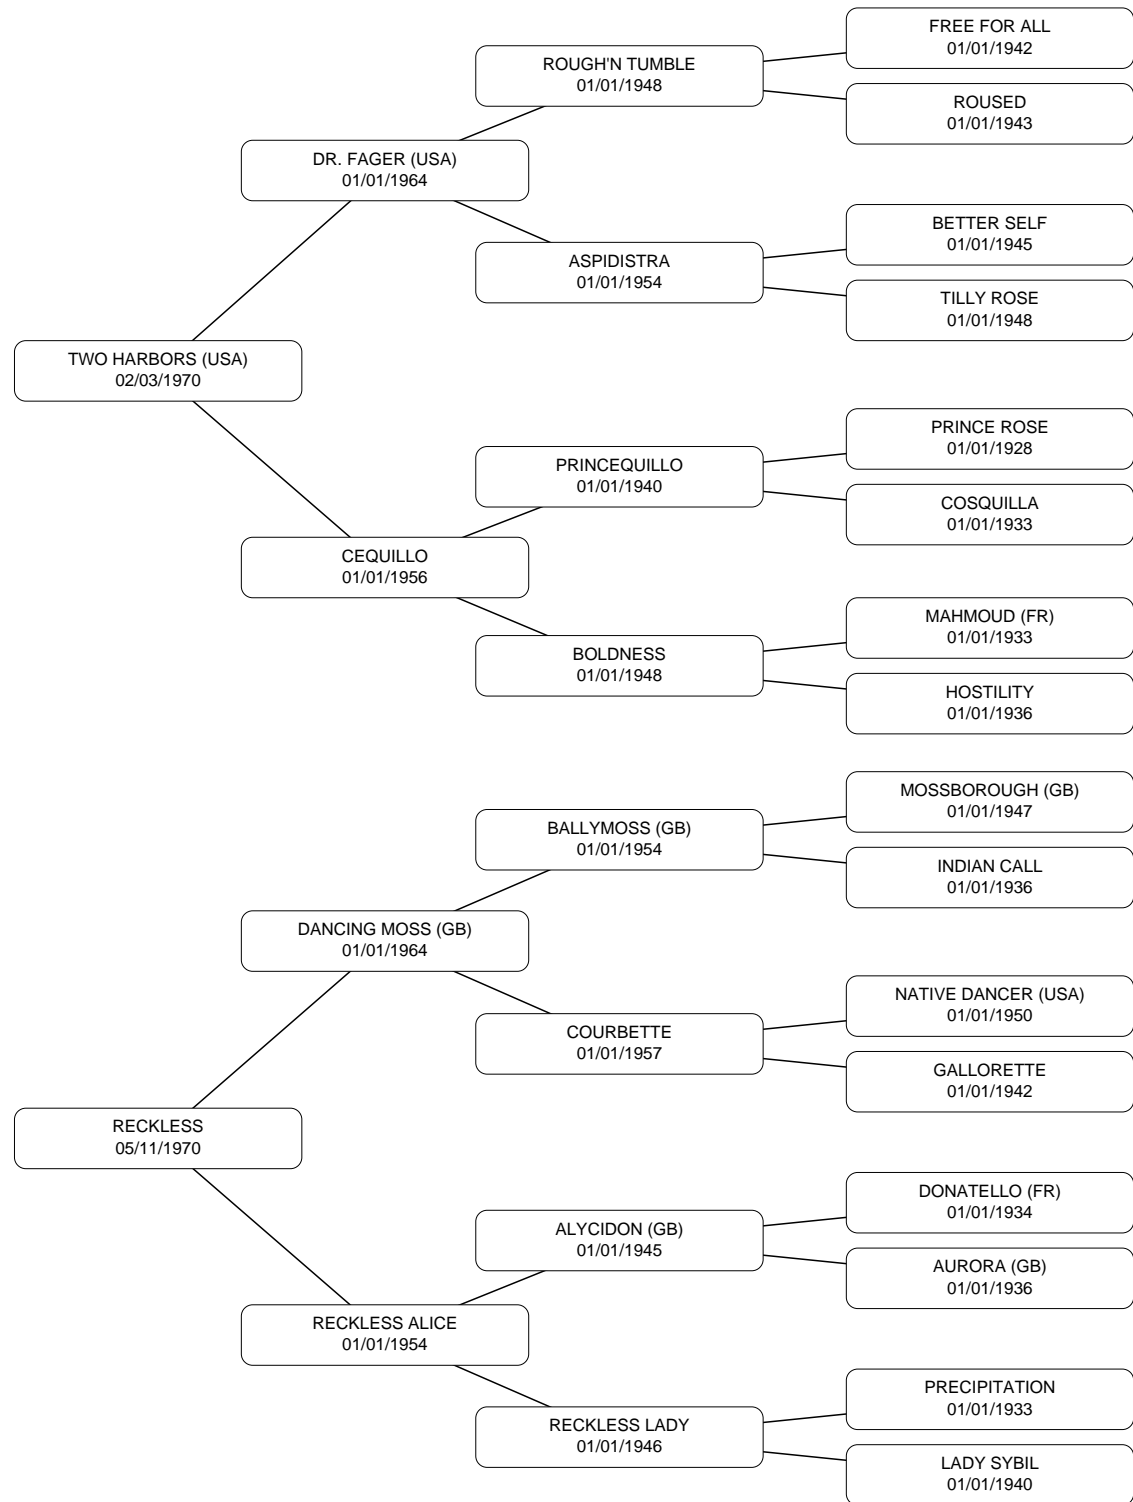 FREE FOR ALL
01/01/1942
ROUGH'N TUMBLE
01/01/1948
ROUSED
01/01/1943
DR. FAGER (USA)
01/01/1964
BETTER SELF
01/01/1945
ASPIDISTRA
01/01/1954
TILLY ROSE
01/01/1948
TWO HARBORS (USA)
02/03/1970
PRINCE ROSE
01/01/1928
PRINCEQUILLO
01/01/1940
COSQUILLA
01/01/1933
CEQUILLO
01/01/1956
MAHMOUD (FR)
01/01/1933
BOLDNESS
01/01/1948
HOSTILITY
01/01/1936
MOSSBOROUGH (GB)
01/01/1947
BALLYMOSS (GB)
01/01/1954
INDIAN CALL
01/01/1936
DANCING MOSS (GB)
01/01/1964
NATIVE DANCER (USA)
01/01/1950
COURBETTE
01/01/1957
GALLORETTE
01/01/1942
RECKLESS
05/11/1970
DONATELLO (FR)
01/01/1934
ALYCIDON (GB)
01/01/1945
AURORA (GB)
01/01/1936
RECKLESS ALICE
01/01/1954
PRECIPITATION
01/01/1933
RECKLESS LADY
01/01/1946
LADY SYBIL
01/01/1940